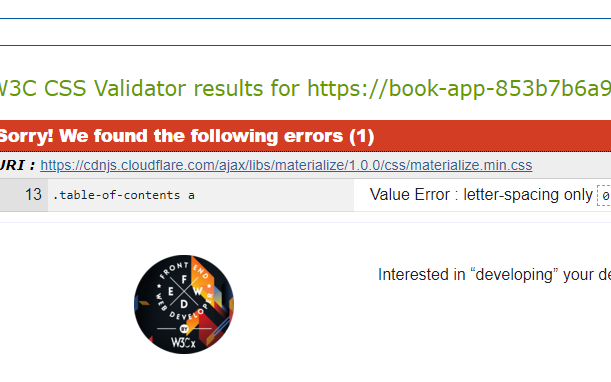 W3C CSS Validator results for https://book-app-853b7b6a9
Sorry! We found the following errors (1)
URI : https://cdnjs.cloudflare.com/ajax/libs/materialize/1.0.0/css/materialize.min.css
13 .table-of-contents a Value Error : letter-spacing only 0
FRONT END
WEB DEVELOPER
F
E W
D
BY
W3Cx
Interested in “developing” your de